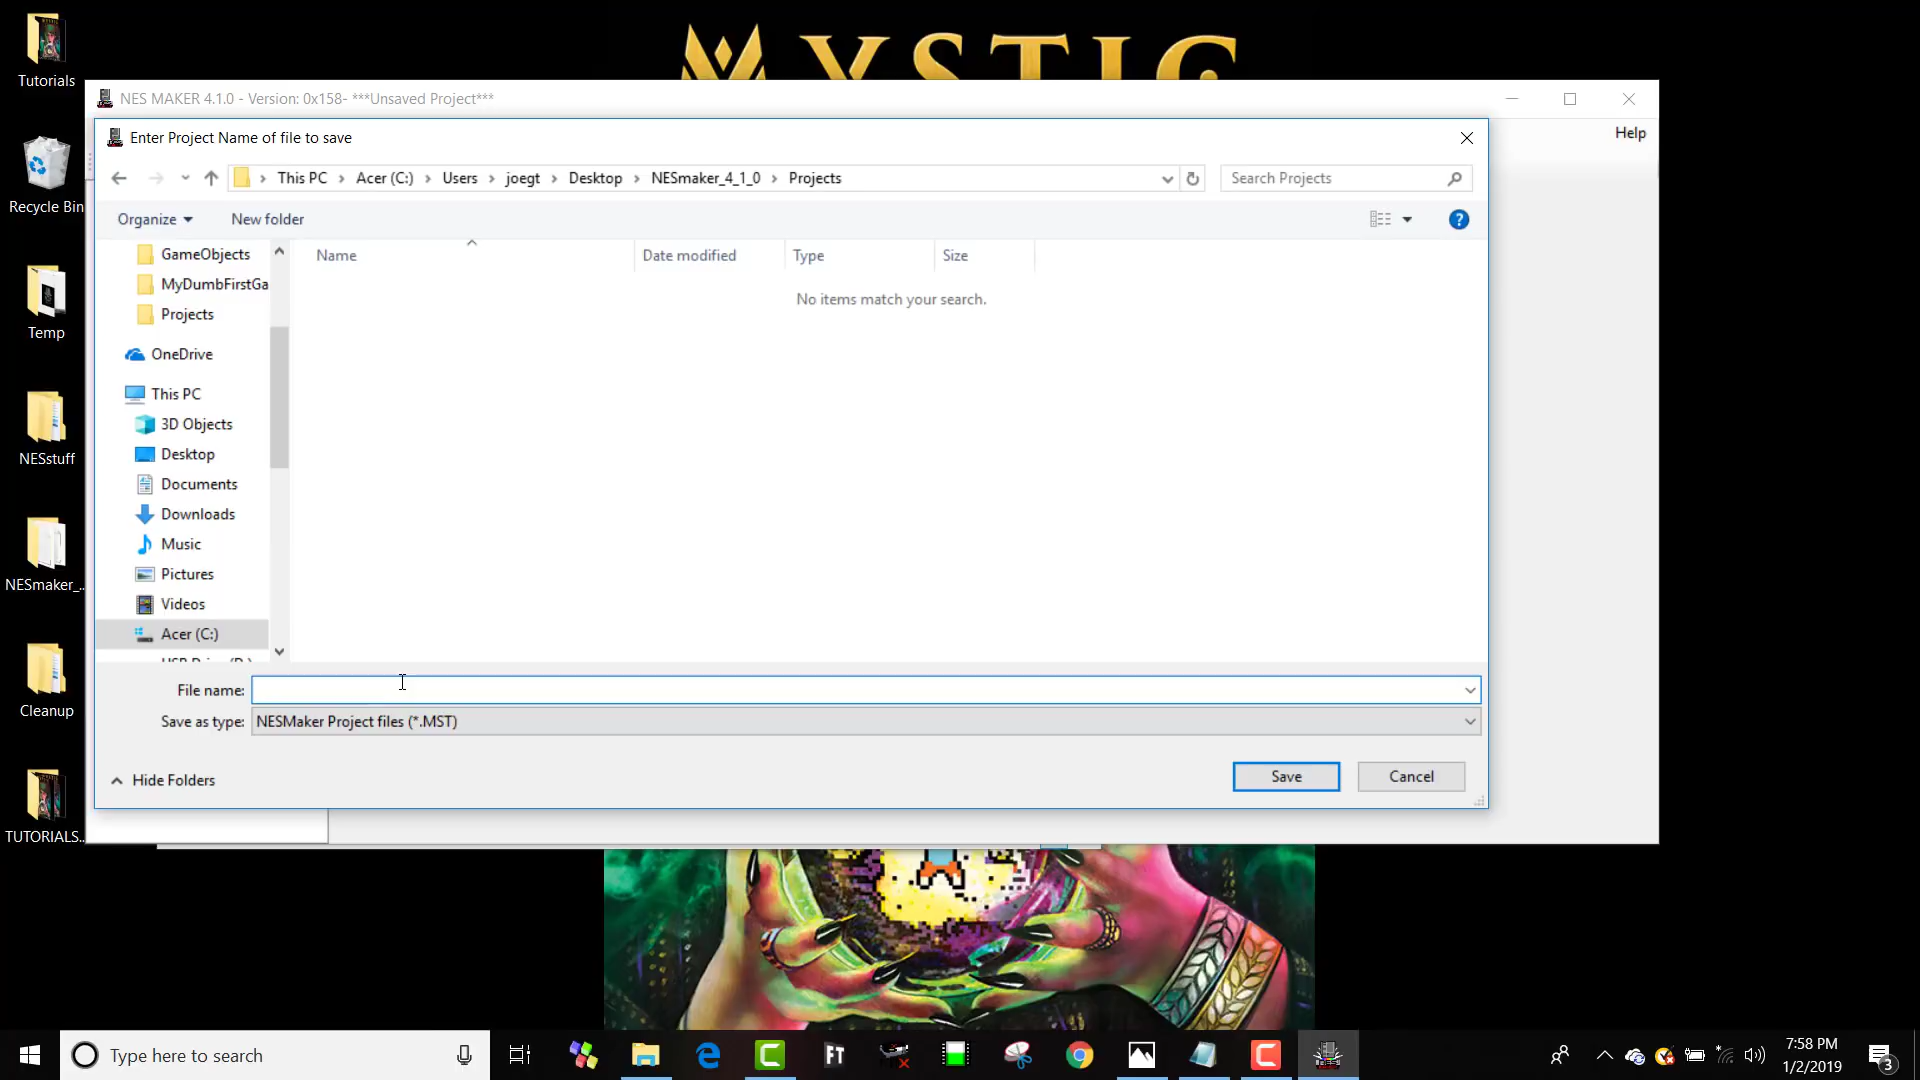 MYSTIC
Tutorials
NES MAKER 4.1.0 - Version: 0x158- ***Unsaved Project***
Help
Enter Project Name of file to save
This PC > Acer (C:) > Users > joegt > Desktop > NESmaker_4_1_0 > Projects
Search Projects
Organize
New folder
Recycle Bin
GameObjects
MyDumbFirstGa
Projects
OneDrive
This PC
3D Objects
Desktop
Documents
Downloads
Music
Pictures
Videos
Acer (C:)
Name
Date modified
Type
Size
No items match your search.
Temp
NESstuff
NESmaker_...
Cleanup
TUTORIALS...
File name:
Save as type:
NESMaker Project files (*.MST)
Hide Folders
Save
Cancel
Type here to search
FT
7:58 PM
1/2/2019
3